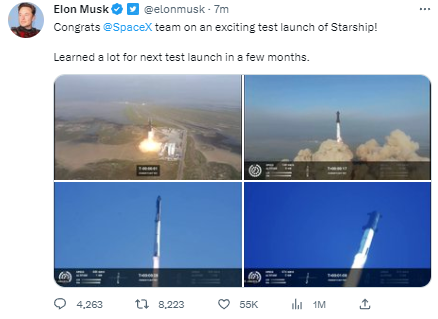 Elon Musk @elonmusk · 7m
Congrats @SpaceX team on an exciting test launch of Starship!
Learned a lot for next test launch in a few months.
4,263 8,223 55K 1M